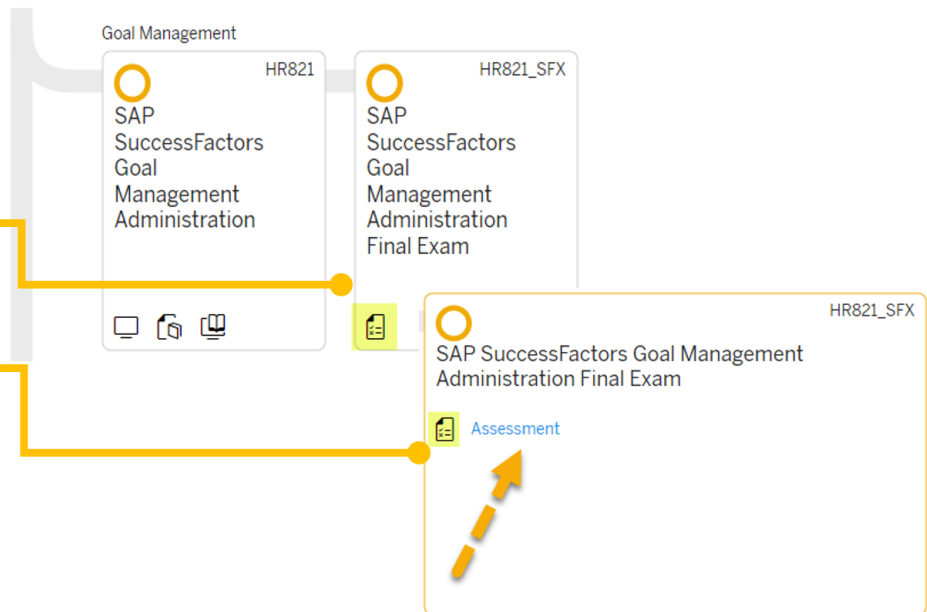 Goal Management
HR821
SAP
SuccessFactors
Goal
Management
Administration
HR821_SFX
SAP
SuccessFactors
Goal
Management
Administration
Final Exam
HR821_SFX
SAP SuccessFactors Goal Management
Administration Final Exam
Assessment